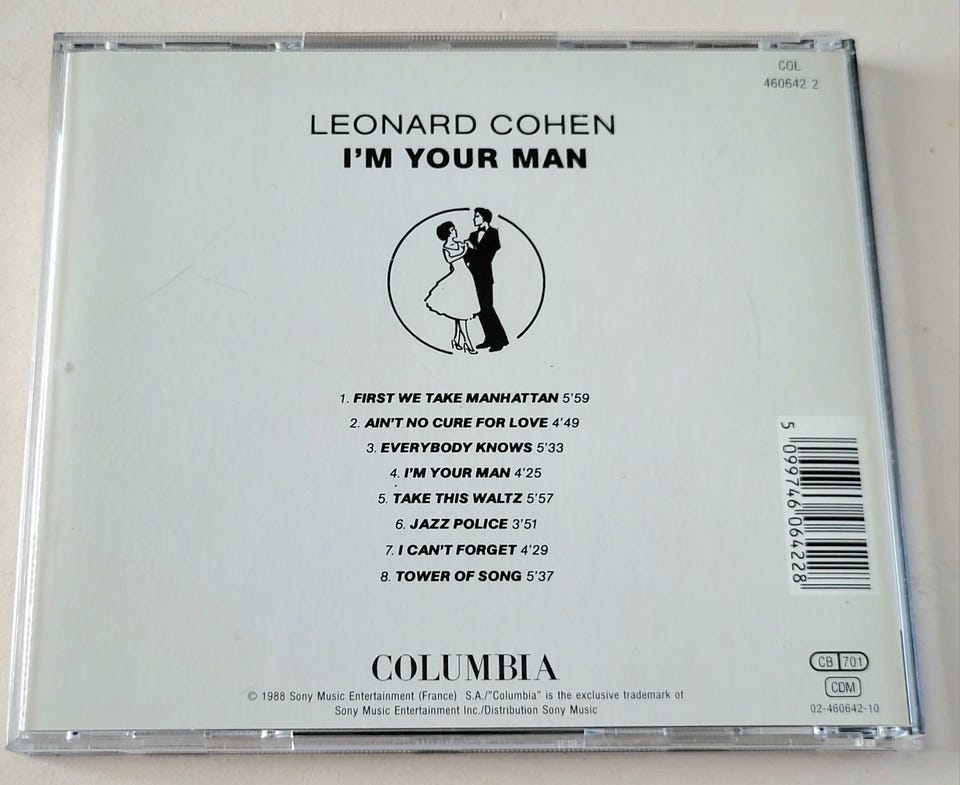 COL
460642 2
LEONARD COHEN
I'M YOUR MAN
1. FIRST WE TAKE MANHATTAN 5'59
2. AIN'T NO CURE FOR LOVE 4'49
3. EVERYBODY KNOWS 5'33
4. I'M YOUR MAN 4'25
5. TAKE THIS WALTZ 5'57
6. JAZZ POLICE 3'51
7. I CAN'T FORGET 4'29
8. TOWER OF SONG 5'37
5 099746 064228
COLUMBIA
© 1988 Sony Music Entertainment (France) S.A./"Columbia" is the exclusive trademark of
Sony Music Entertainment Inc./Distribution Sony Music
CB 701
CDM
02-460642-10